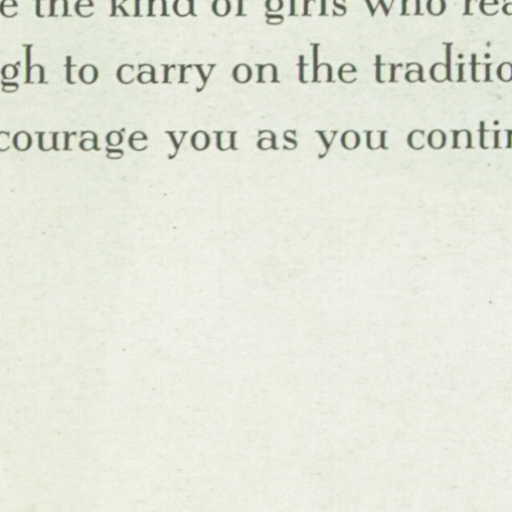 e the kind of girls who rea
gh to carry on the traditio
courage you as you contin